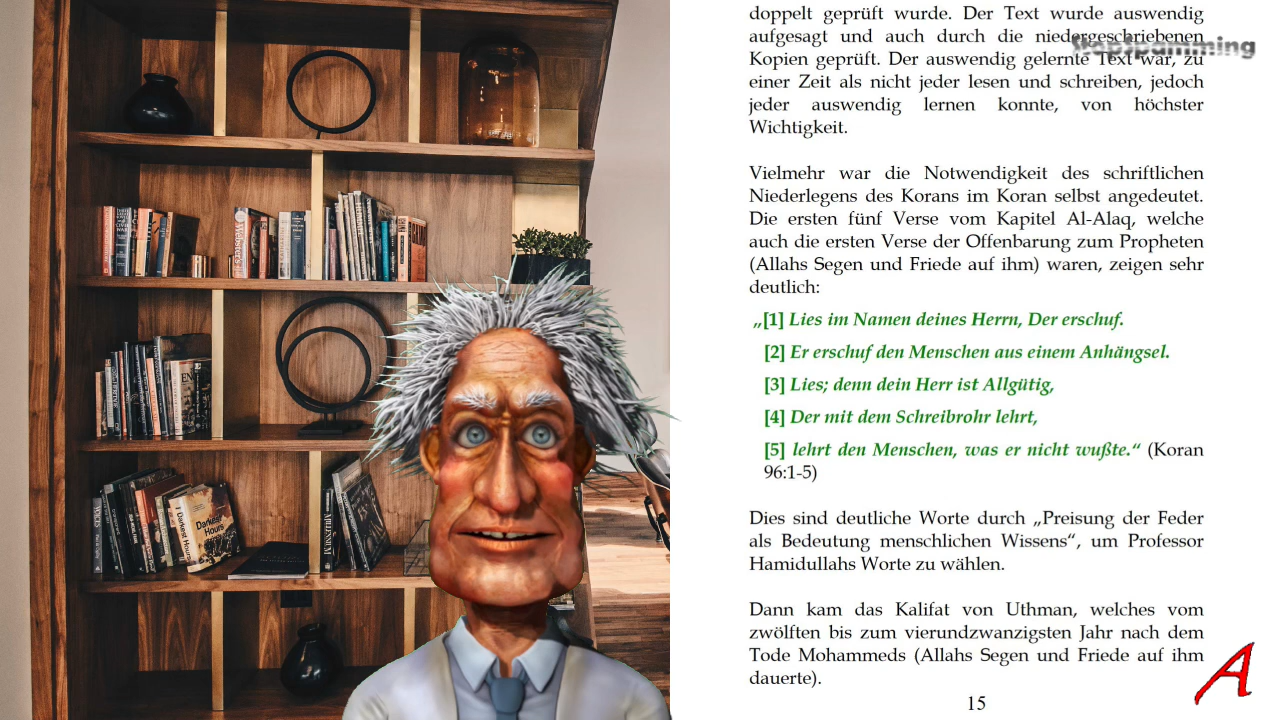 doppelt geprüft wurde. Der Text wurde auswendig
aufgesagt und auch durch die niedergeschriebenen
Kopien geprüft. Der auswendig gelernte Text war, zu
einer Zeit als nicht jeder lesen und schreiben, jedoch
jeder auswendig lernen konnte, von höchster
Wichtigkeit.
StopSpamming
Vielmehr war die Notwendigkeit des schriftlichen
Niederlegens des Korans im Koran selbst angedeutet.
Die ersten fünf Verse vom Kapitel Al-Alaq, welche
auch die ersten Verse der Offenbarung zum Propheten
(Allahs Segen und Friede auf ihm) waren, zeigen sehr
deutlich:
„[1] Lies im Namen deines Herrn, Der erschuf.
[2] Er erschuf den Menschen aus einem Anhängsel.
[3] Lies; denn dein Herr ist Allgütig,
[4] Der mit dem Schreibrohr lehrt,
[5] lehrt den Menschen, was er nicht wußte.“ (Koran
96:1-5)
Dies sind deutliche Worte durch „Preisung der Feder
als Bedeutung menschlichen Wissens“, um Professor
Hamidullahs Worte zu wählen.
Dann kam das Kalifat von Uthman, welches vom
zwölften bis zum vierundzwanzigsten Jahr nach dem
Tode Mohammeds (Allahs Segen und Friede auf ihm
dauerte).
15
A
Darkest
Hours
MILLENNIUM